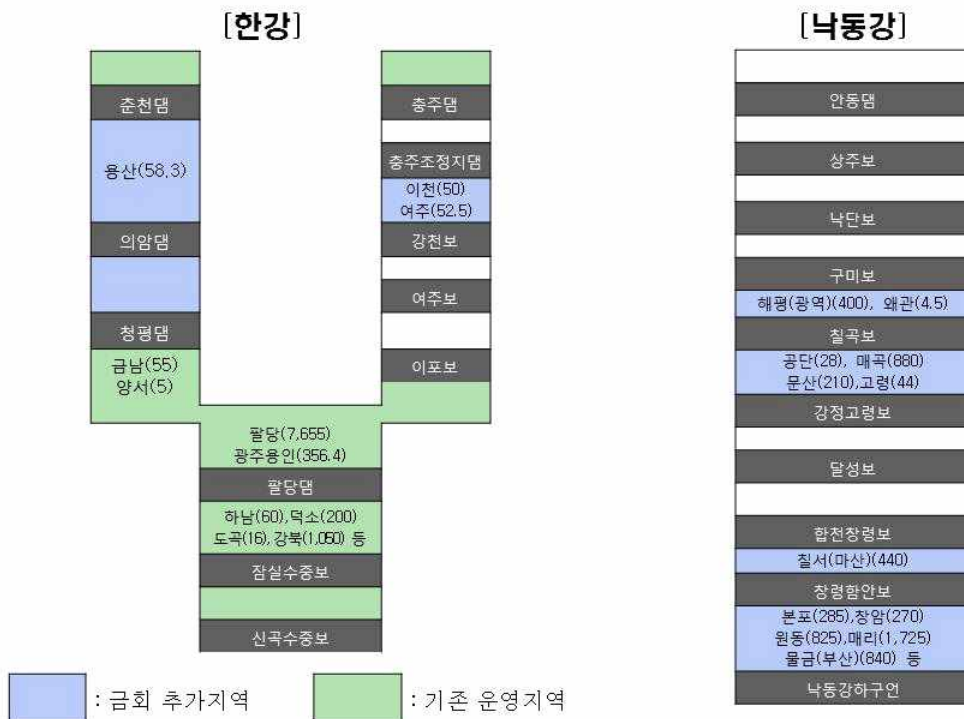 [한강]
춘천댐
용산(58.3)
의암댐
청평댐
금남(55)
양서(5)
충주댐
충주조정지댐
이천(50)
여주(52.5)
강천보
여주보
이포보
팔당(7,655)
광주용인(356.4)
팔당댐
하남(60),덕소(200)
도곡(16),강북(1,050) 등
잠실수중보
신곡수중보
[낙동강]
안동댐
상주보
낙단보
구미보
해평(광역)(400), 왜관(4.5)
칠곡보
공단(28), 매곡(880)
문산(210),고령(44)
강정고령보
달성보
합천창령보
칠서(마산)(440)
창령함안보
본포(285),창암(270)
원동(825),매리(1,725)
물금(부산)(840) 등
낙동강하구언
: 금회 추가지역
: 기존 운영지역